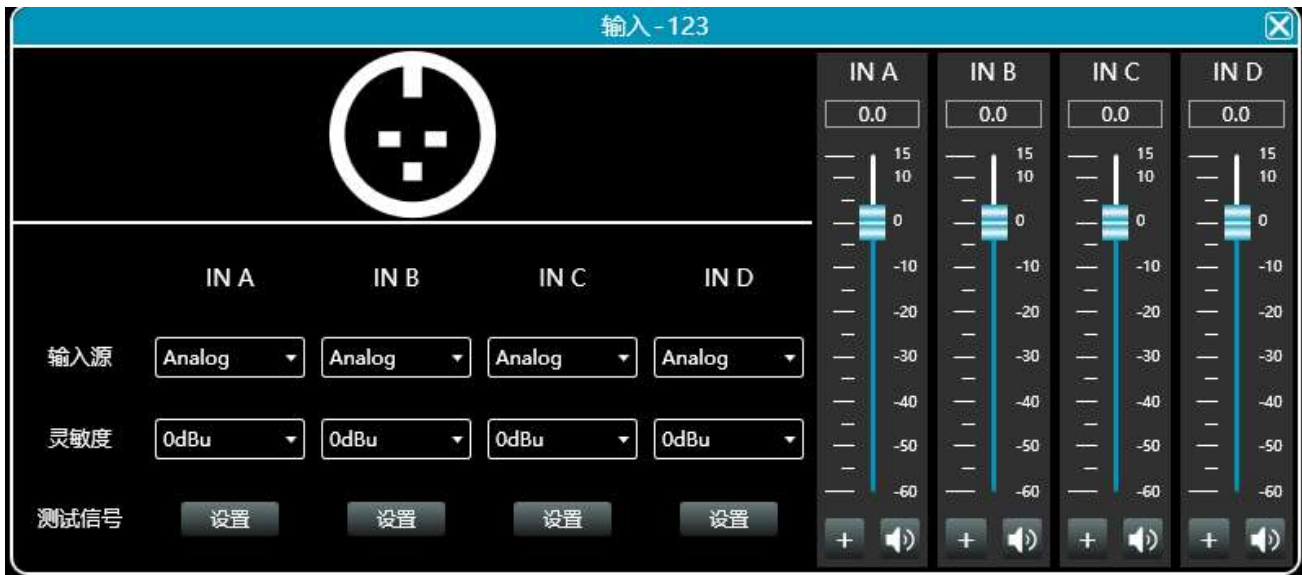 输入-123
IN A IN B IN C IN D
0.0 0.0 0.0 0.0
15 15 15 15
10 10 10 10
0 0 0 0
-10 -10 -10 -10
-20 -20 -20 -20
-30 -30 -30 -30
-40 -40 -40 -40
-50 -50 -50 -50
-60 -60 -60 -60
+ + + +
IN A IN B IN C IN D
输入源 Analog Analog Analog Analog
灵敏度 0dBu 0dBu 0dBu 0dBu
测试信号 设置 设置 设置 设置